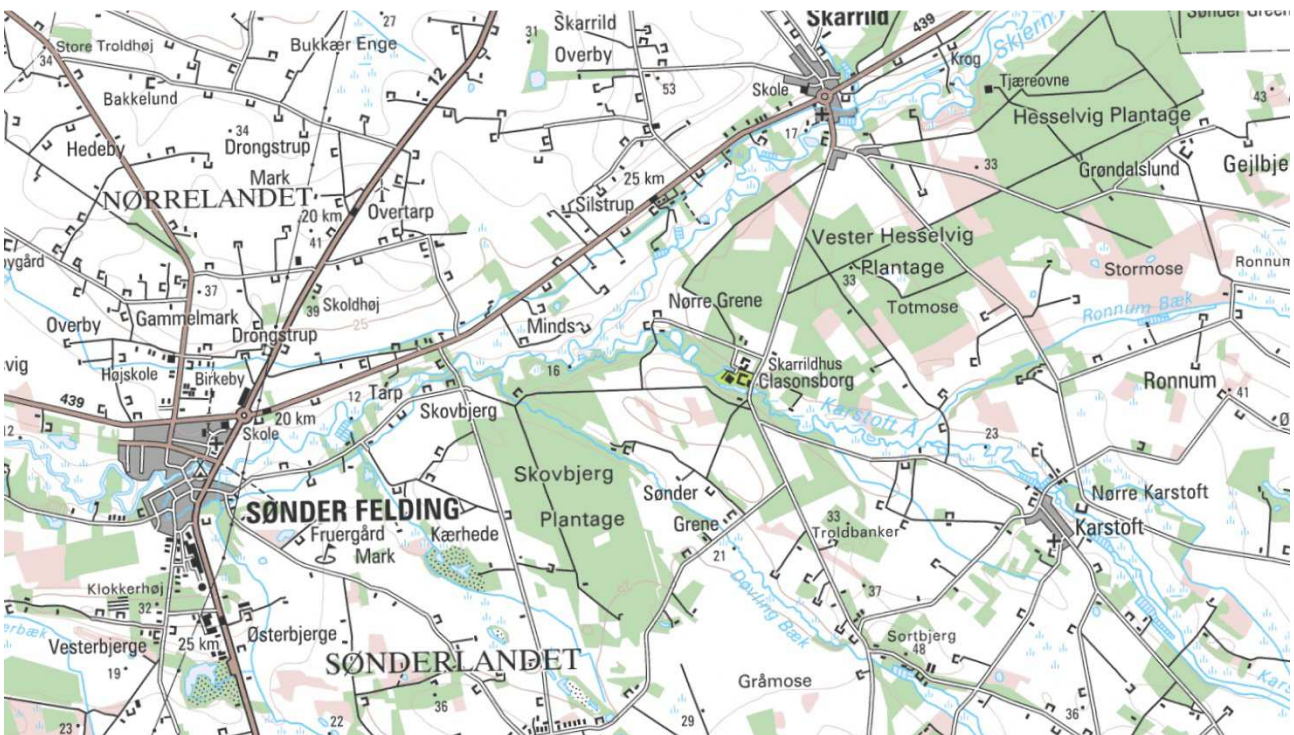 27
31
Skarrild
Overby
Skarrild
439
Skjern
Store Troldhøj
34
Bukkær Enge
12
Bakkelund
53
Skole
Krog
Tjæreovne
43
Hesselvig Plantage
34
Drongstrup
Mark
Hedeby
17
33
Grøndalslund
NØRRELANDET
20 km
Overtarp
41
25 km
Silstrup
Vester Hesselvig
Plantage
33
Stormose
Totmose
37
Skoldhøj
39
25
Gammelmark
Overby
Drongstrup
Nørre Grene
Minds
Ronnum Bæk
Højskole
Birkeby
16
Skarrildhus
Clasonsborg
Ronnum
41
439
20 km
Tarp
12
Skovbjerg
Skole
Karstoft Å
23
12
Skovbjerg
Plantage
Sønder
Grene
21
33
Troldbanker
Nørre Karstoft
Karstoft
SØNDER FELDING
Fruergård
Mark
Kærhede
Døvling Bæk
37
Klokkerhøj
32
Vesterbjerge
25 km
Østerbjerge
19
SØNDERLANDET
Sortbjerg
48
Gråmose
36
29
36
22
23